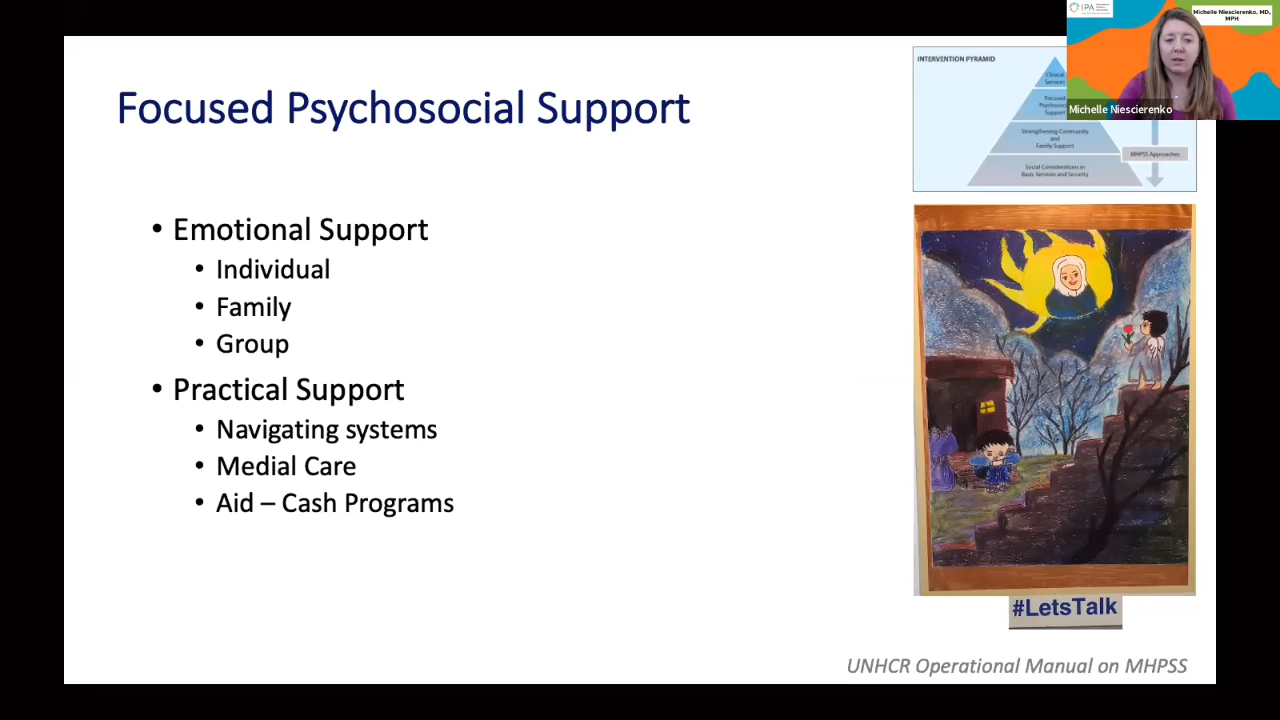 Focused Psychosocial Support
• Emotional Support
• Individual
• Family
• Group
• Practical Support
• Navigating systems
• Medial Care
• Aid – Cash Programs
INTERVENTION PYRAMID
Clinical
Services
Focused
Support
Strengthening Community
and
Family Support
Social Considerations in
Basic Services and Security
MHPSS Approaches
IPA
Michelle Niescierenko, MD,
MPH
Michelle Niescierenko
#LetsTalk
UNHCR Operational Manual on MHPSS